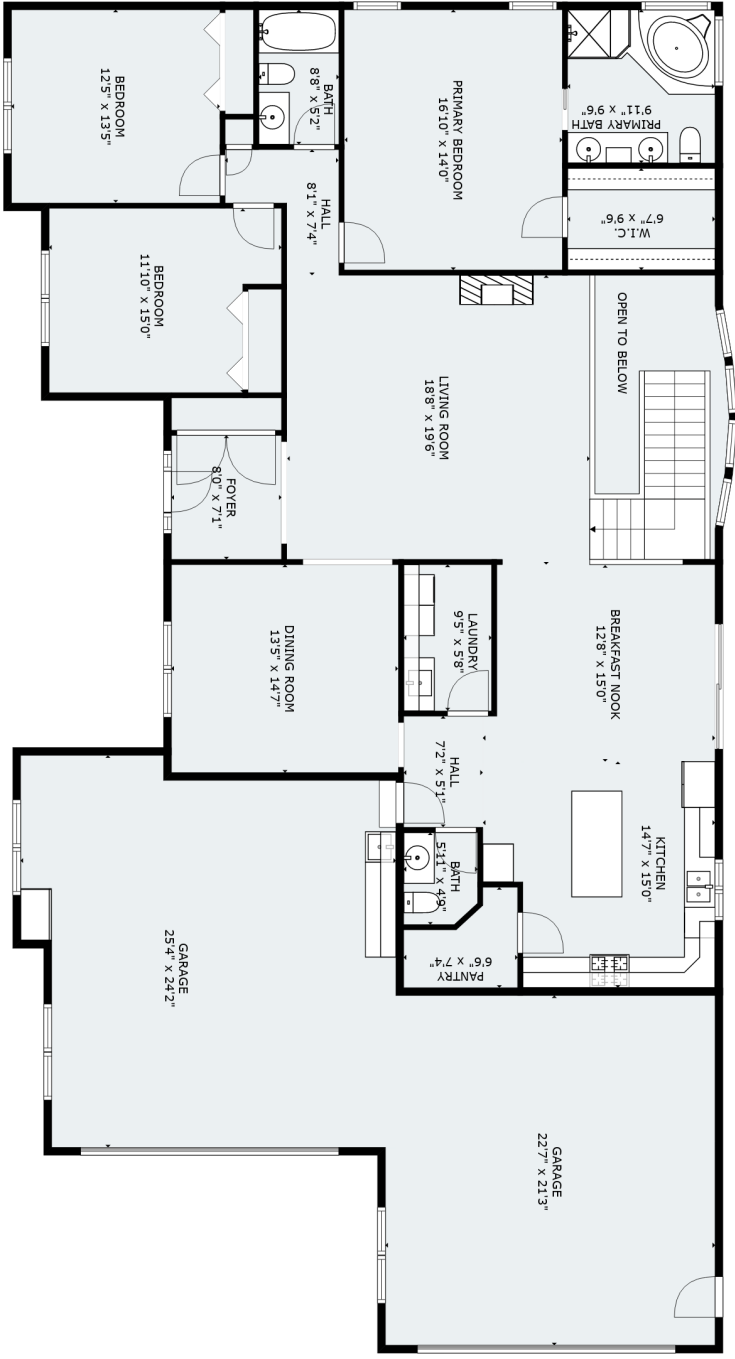 BEDROOM
12'5" x 13'5"
BATH
8'8" x 5'2"
PRIMARY BEDROOM
16'10" x 14'0"
PRIMARY BATH
9'11" x 9'6"
W.I.C.
6'7" x 9'6"
HALL
8'1" x 7'4"
BEDROOM
11'10" x 15'0"
OPEN TO BELOW
LIVING ROOM
18'8" x 19'6"
FOYER
8'0" x 7'1"
DINING ROOM
13'5" x 14'7"
LAUNDRY
9'5" x 5'8"
BREAKFAST NOOK
12'8" x 15'0"
HALL
7'2" x 5'1"
KITCHEN
14'7" x 15'0"
BATH
5'11" x 4'9"
PANTRY
6'6" x 7'4"
GARAGE
25'4" x 24'2"
GARAGE
22'7" x 21'3"